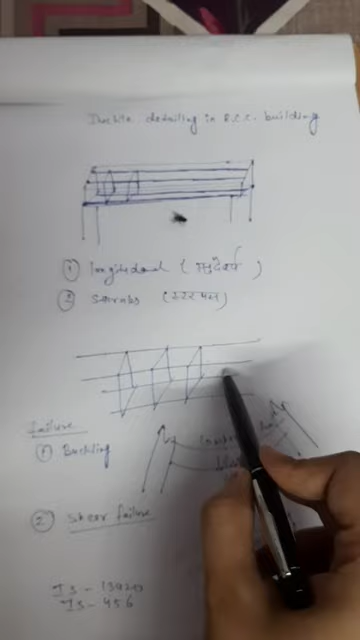 Ductile detailing in R.C.C. building
① longitudinal (
② Stirrups (
Failure
① Buckling
② Shear failure
IS - 13920
IS - 456